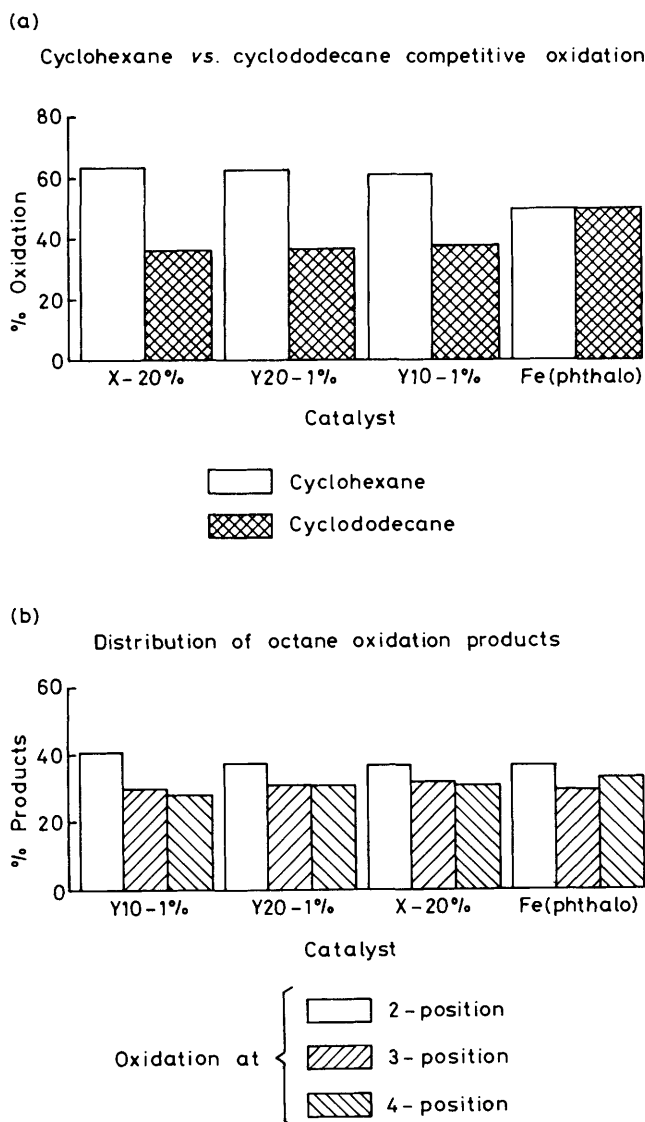 (a)
Cyclohexane vs. cyclododecane competitive oxidation
80
60
40
20
0
% Oxidation
X-20% Y20-1% Y10-1% Fe(phthalo)
Catalyst
Cyclohexane
Cyclododecane
(b)
Distribution of octane oxidation products
60
40
20
0
% Products
Y10-1% Y20-1% X-20% Fe(phthalo)
Catalyst
Oxidation at
2-position
3-position
4-position